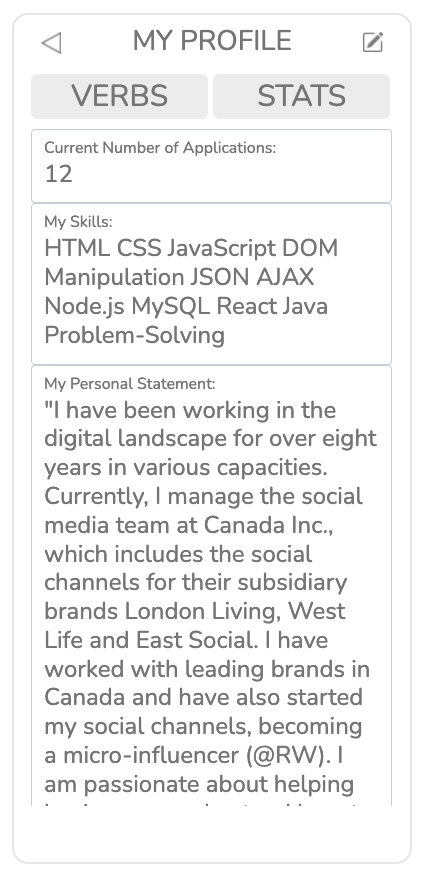 MY PROFILE
VERBS STATS
Current Number of Applications:
12
My Skills:
HTML CSS JavaScript DOM
Manipulation JSON AJAX
Node.js MySQL React Java
Problem-Solving
My Personal Statement:
"I have been working in the
digital landscape for over eight
years in various capacities.
Currently, I manage the social
media team at Canada Inc.,
which includes the social
channels for their subsidiary
brands London Living, West
Life and East Social. I have
worked with leading brands in
Canada and have also started
my social channels, becoming
a micro-influencer (@RW). I
am passionate about helping